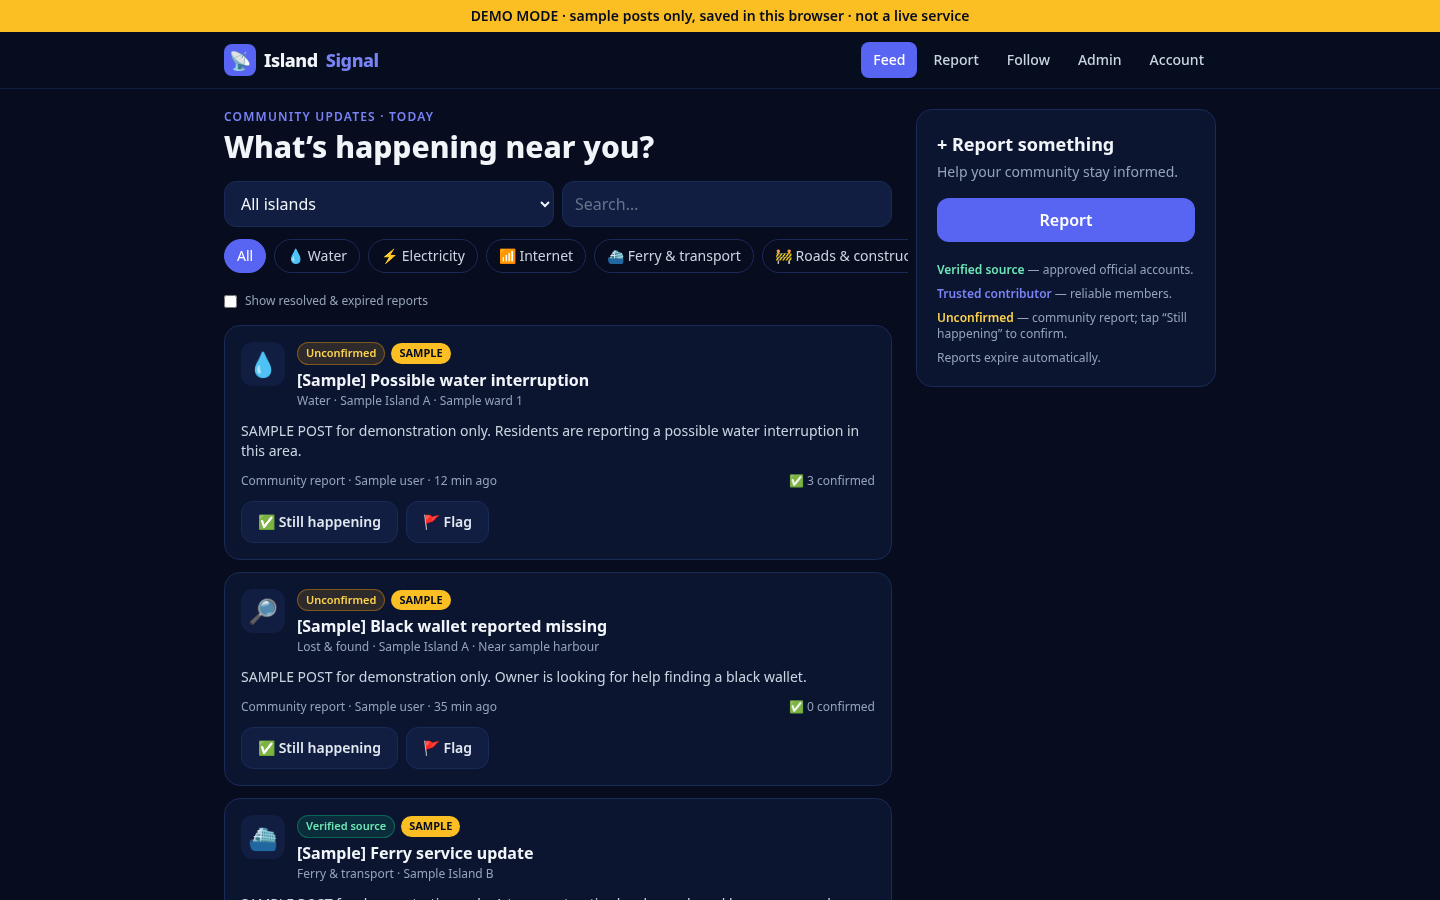 DEMO MODE · sample posts only, saved in this browser · not a live service
Island Signal
Feed
Report
Follow
Admin
Account
COMMUNITY UPDATES · TODAY
What’s happening near you?
All islands
Search...
All
💧 Water
⚡ Electricity
📶 Internet
⛴️ Ferry & transport
🚧 Roads & construc
Show resolved & expired reports
Unconfirmed
SAMPLE
[Sample] Possible water interruption
Water · Sample Island A · Sample ward 1
SAMPLE POST for demonstration only. Residents are reporting a possible water interruption in
this area.
Community report · Sample user · 12 min ago
✅ 3 confirmed
✅ Still happening
🚩 Flag
Unconfirmed
SAMPLE
[Sample] Black wallet reported missing
Lost & found · Sample Island A · Near sample harbour
SAMPLE POST for demonstration only. Owner is looking for help finding a black wallet.
Community report · Sample user · 35 min ago
✅ 0 confirmed
✅ Still happening
🚩 Flag
Verified source
SAMPLE
[Sample] Ferry service update
Ferry & transport · Sample Island B
+ Report something
Help your community stay informed.
Report
Verified source — approved official accounts.
Trusted contributor — reliable members.
Unconfirmed — community report; tap “Still
happening” to confirm.
Reports expire automatically.